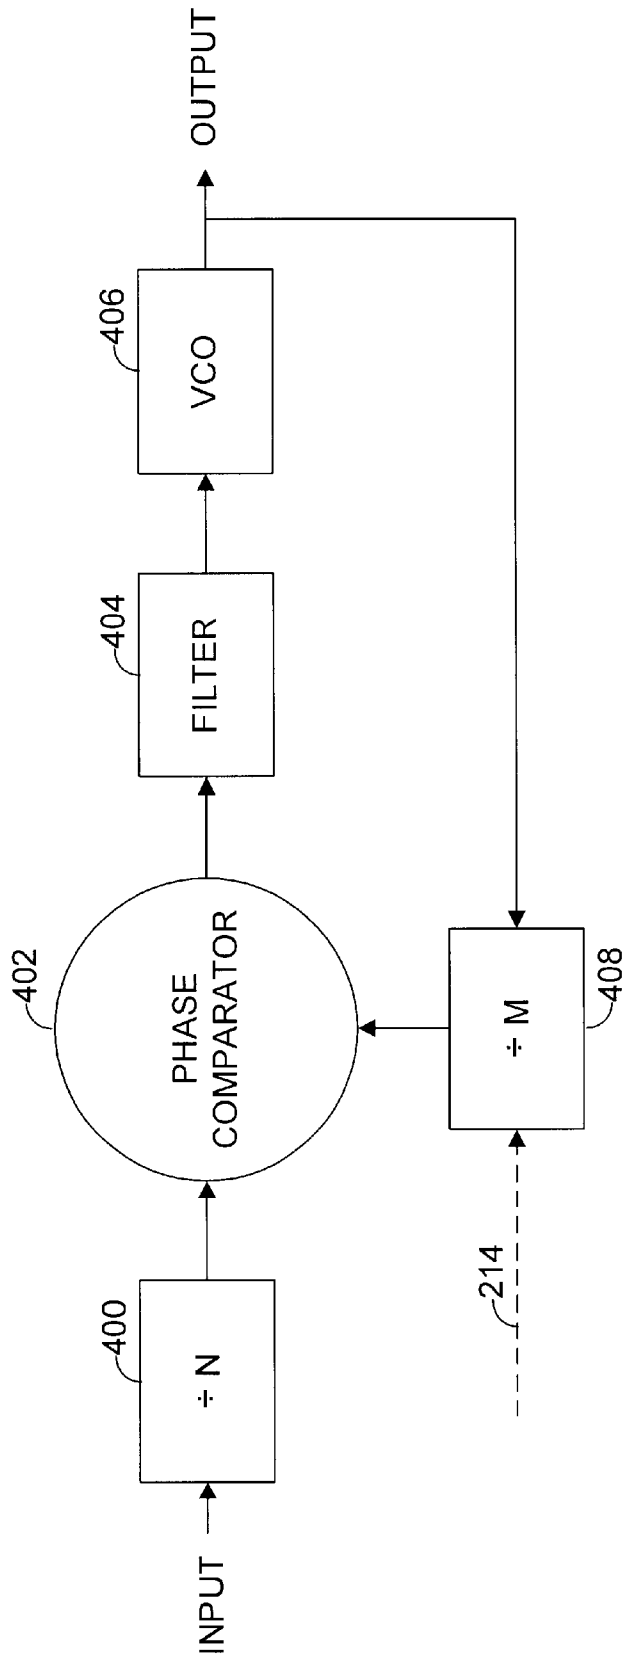 INPUT
400
÷ N
402
PHASE
COMPARATOR
404
FILTER
406
VCO
OUTPUT
214
÷ M
408